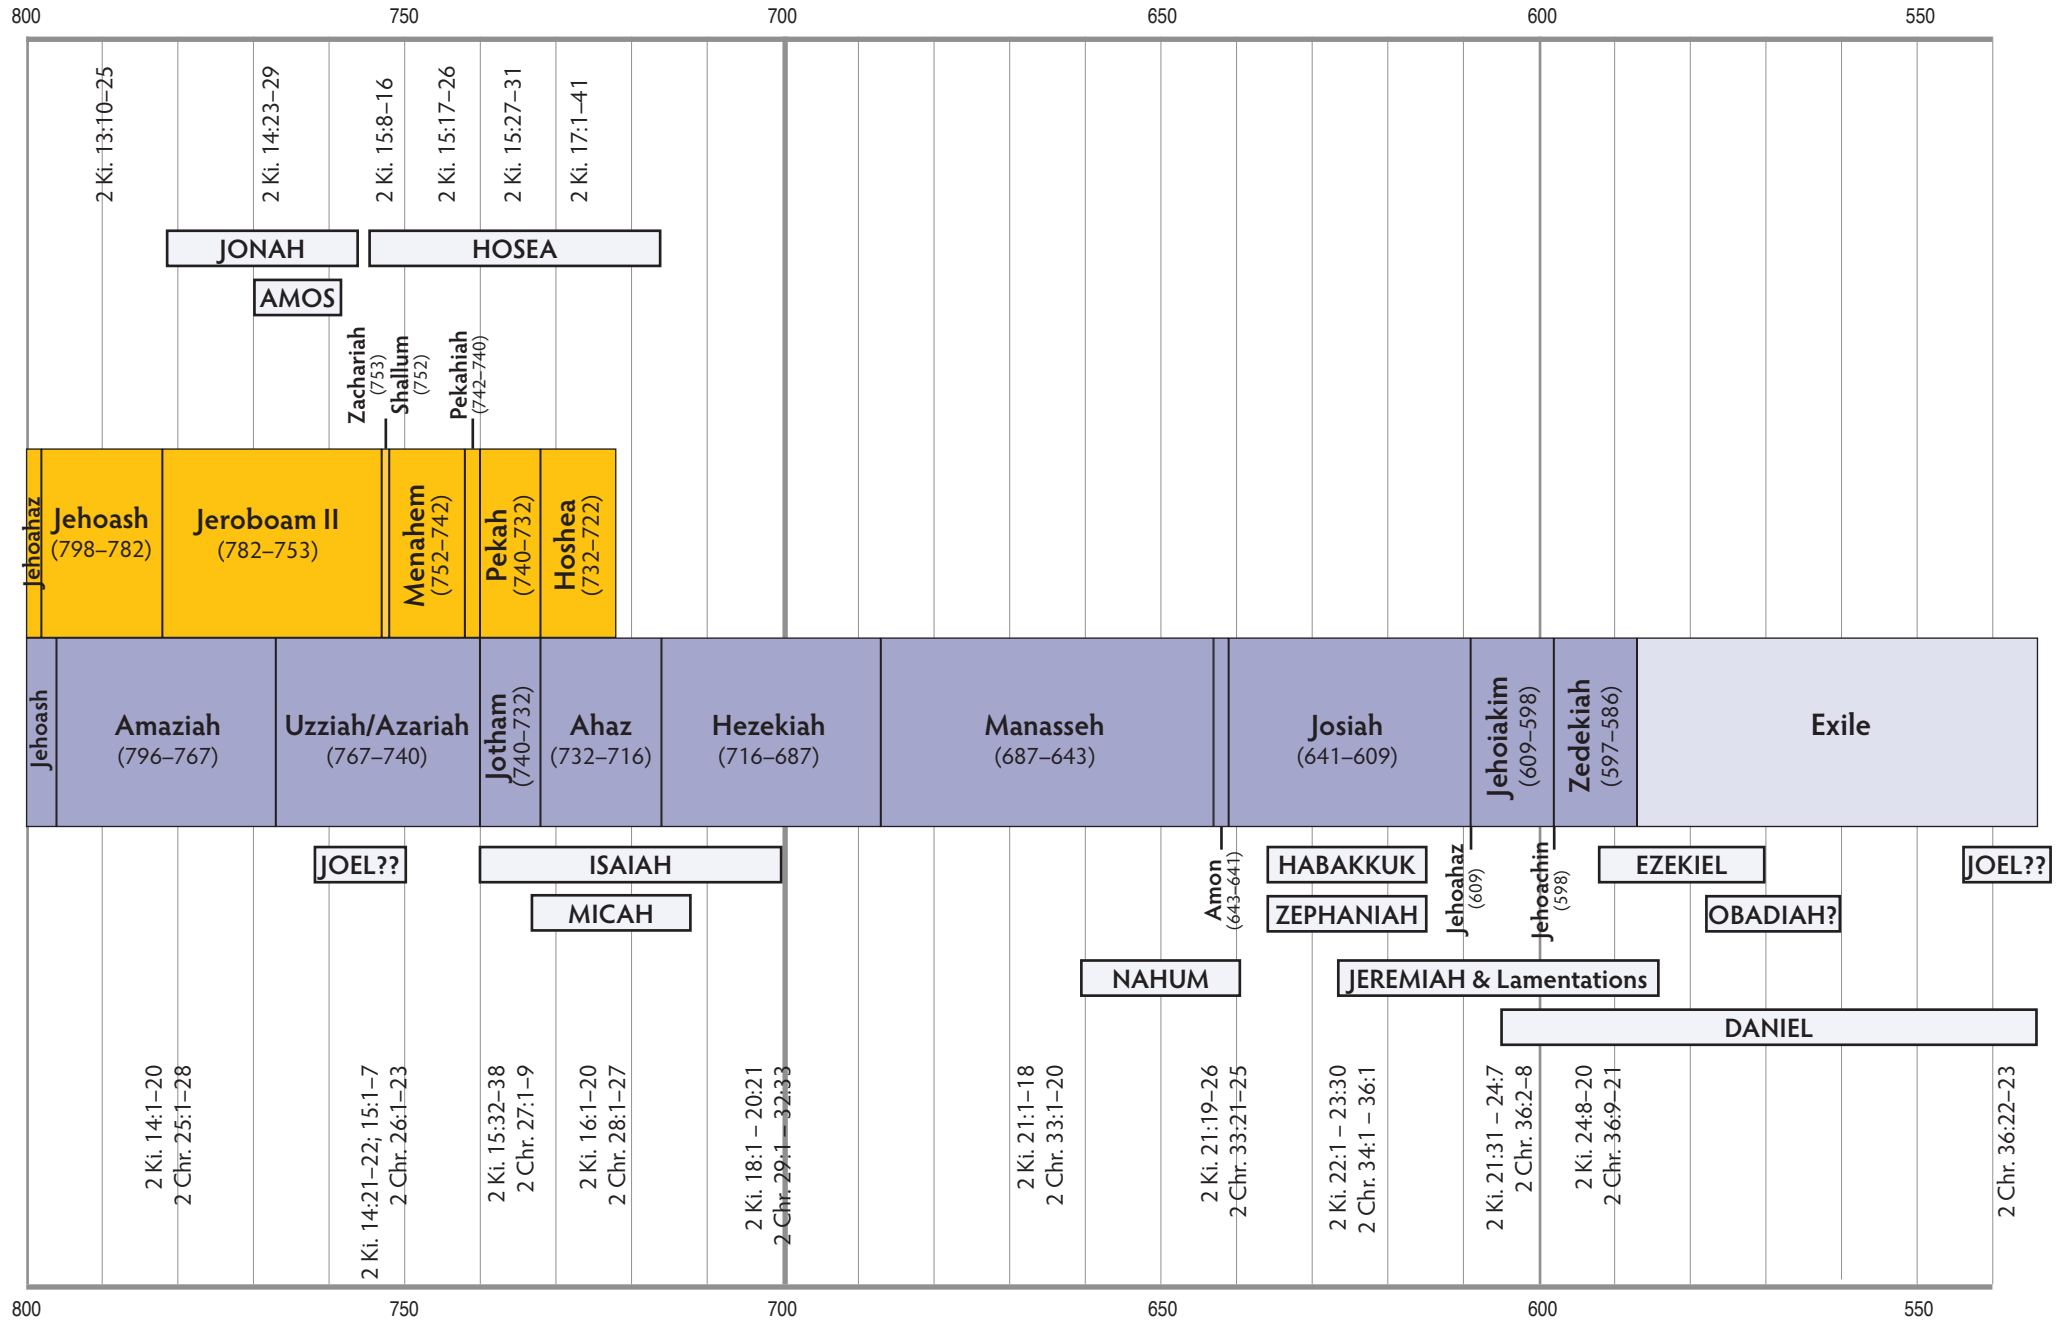 800 750 700 650 600 550
2 Ki. 13:10–25
2 Ki. 14:23–29
2 Ki. 15:8–16
2 Ki. 15:17–26
2 Ki. 15:27–31
2 Ki. 17:1–41
JONAH
HOSEA
AMOS
Zachariah
(753)
Shallum
(752)
Pekahiah
(742–740)
Jehoahaz
Jehoash
(798–782)
Jeroboam II
(782–753)
Menahem
(752–742)
Pekah
(740–732)
Hoshea
(732–722)
Jehoash
Amaziah
(796–767)
Uzziah/Azariah
(767–740)
Jotham
(740–732)
Ahaz
(732–716)
Hezekiah
(716–687)
Manasseh
(687–643)
Josiah
(641–609)
Jehoiakim
(609–598)
Zedekiah
(597–586)
Exile
JOEL??
ISAIAH
MICAH
Amon
(643–641)
HABAKKUK
ZEPHANIAH
Jehoahaz
(609)
Jehoachin
(598)
EZEKIEL
OBADIAH?
JOEL??
NAHUM
JEREMIAH & Lamentations
DANIEL
2 Ki. 14:1–20
2 Chr. 25:1–28
2 Ki. 14:21–22; 15:1–7
2 Chr. 26:1–23
2 Ki. 15:32–38
2 Chr. 27:1–9
2 Ki. 16:1–20
2 Chr. 28:1–27
2 Ki. 18:1 – 20:21
2 Chr. 29:1 – 32:33
2 Ki. 21:1–18
2 Chr. 33:1–20
2 Ki. 21:19–26
2 Chr. 33:21–25
2 Ki. 22:1 – 23:30
2 Chr. 34:1 – 36:1
2 Ki. 21:31 – 24:7
2 Chr. 36:2–8
2 Ki. 24:8–20
2 Chr. 36:9–21
2 Chr. 36:22–23
800 750 700 650 600 550